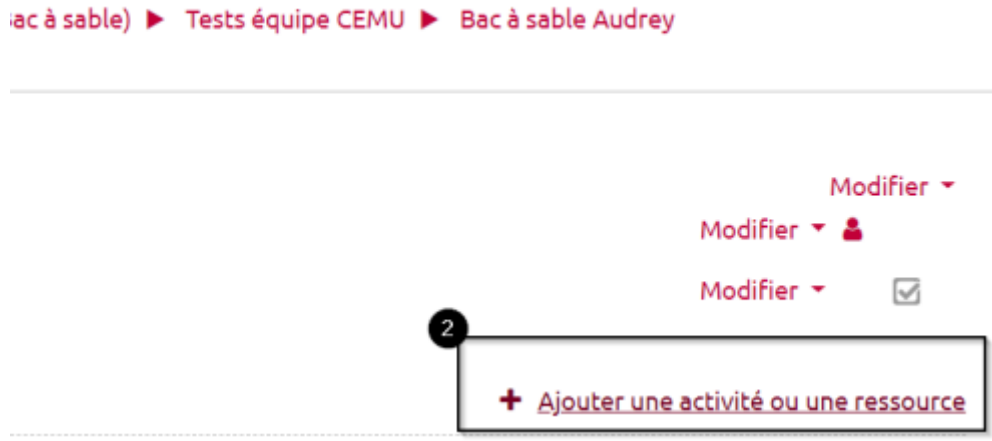 ac à sable) ▶ Tests équipe CEMU ▶ Bac à sable Audrey
Modifier
Modifier
Modifier
2
+ Ajouter une activité ou une ressource